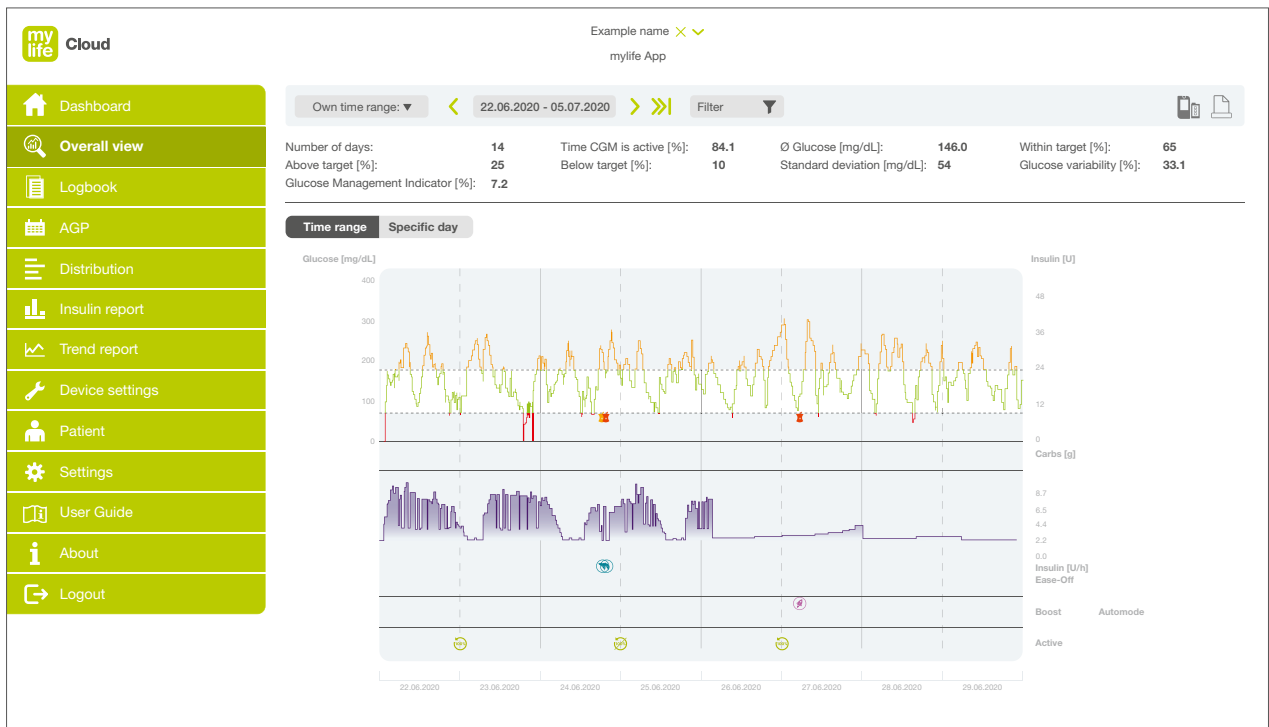 my
life Cloud
Example name
mylife App
Dashboard
Overall view
Logbook
AGP
Distribution
Insulin report
Trend report
Device settings
Patient
Settings
User Guide
About
Logout
Own time range: 22.06.2020 - 05.07.2020 Filter
Number of days: 14 Time CGM is active [%]: 84.1 Ø Glucose [mg/dL]: 146.0 Within target [%]: 65
Above target [%]: 25 Below target [%]: 10 Standard deviation [mg/dL]: 54 Glucose variability [%]: 33.1
Glucose Management Indicator [%]: 7.2
Time range Specific day
Glucose [mg/dL] Insulin [U]
400
300
200
100
0
48
36
24
12
0
Carbs [g]
8.7
6.5
4.4
2.2
0.0
Insulin [U/h]
Ease-Off
Boost Automode
Active
22.06.2020 23.06.2020 24.06.2020 25.06.2020 26.06.2020 27.06.2020 28.06.2020 29.06.2020